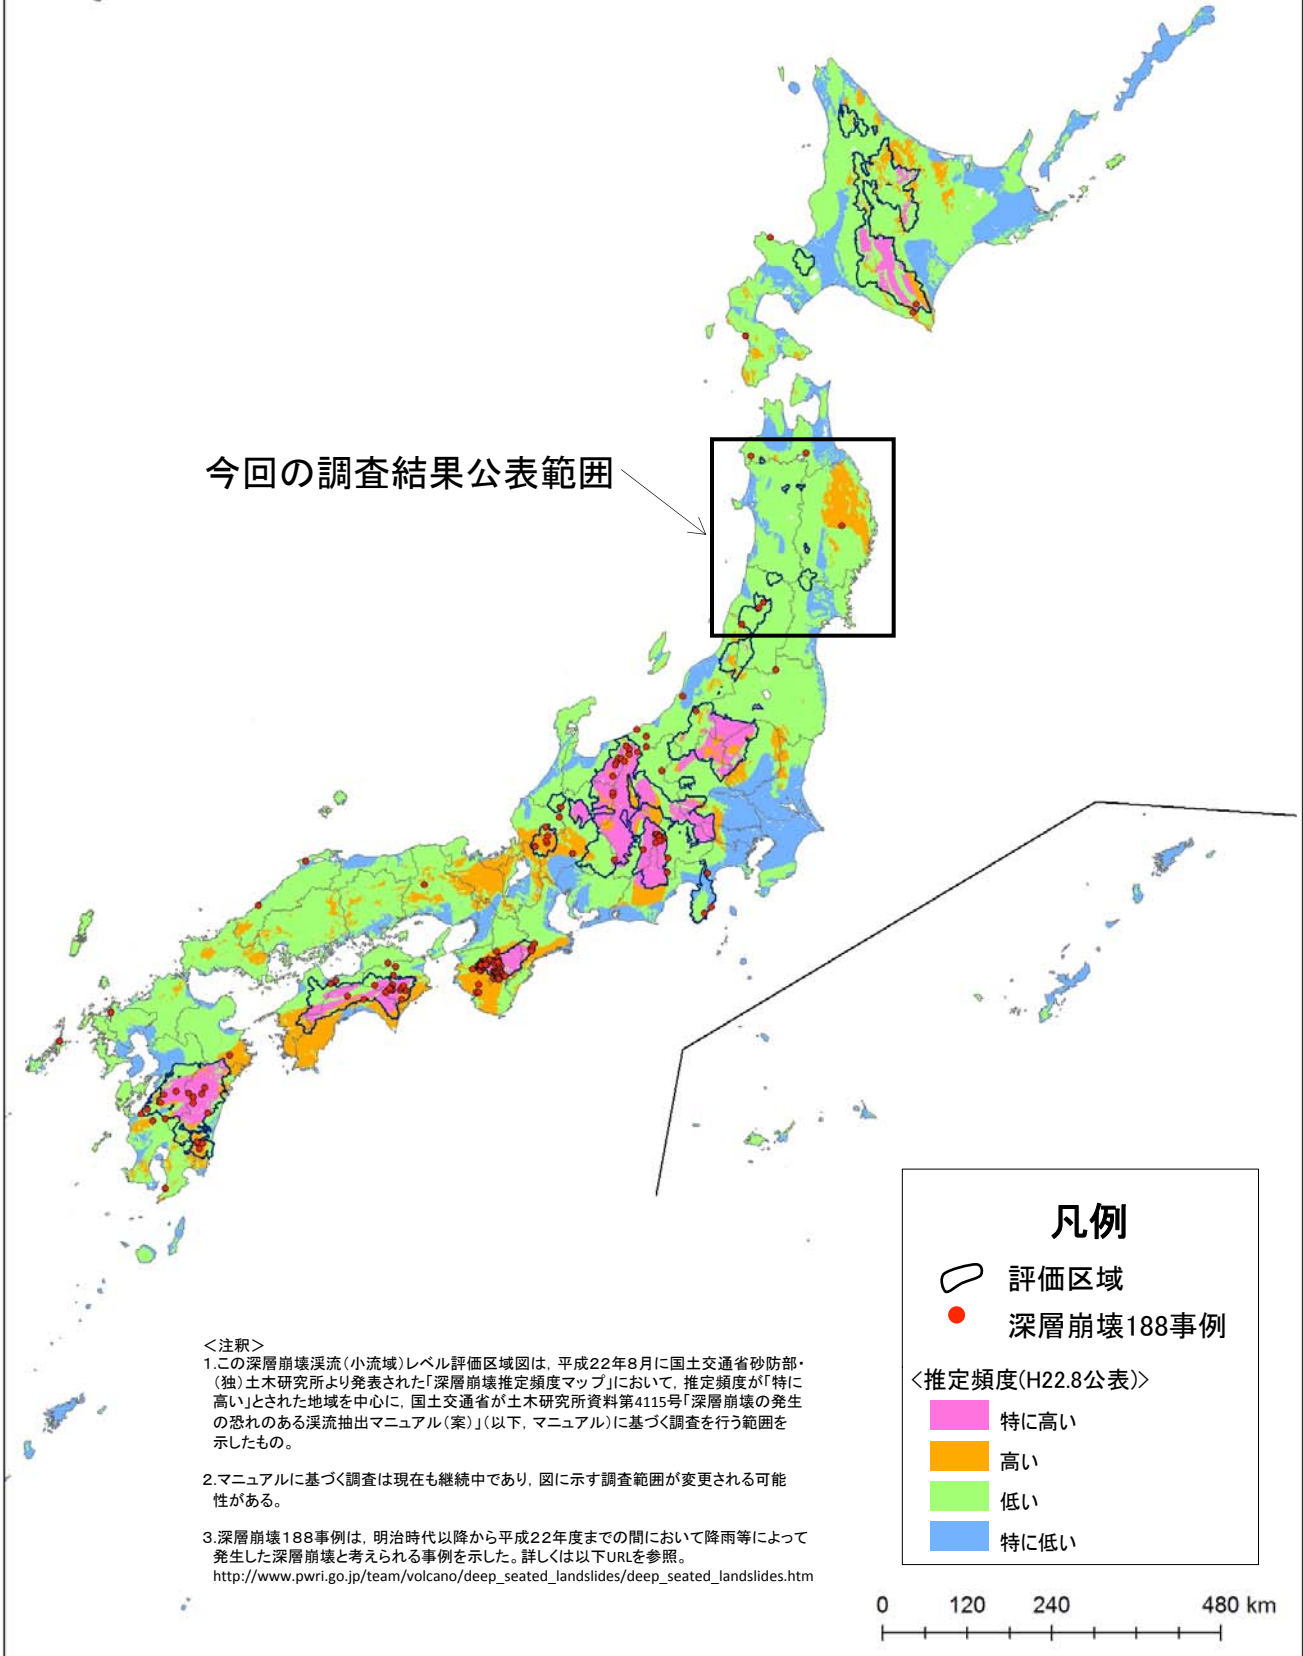 今回の調査結果公表範囲
凡例
評価区域
深層崩壊188事例
<推定頻度(H22.8公表)>
特に高い
高い
低い
特に低い
<注釈>
1.この深層崩壊渓流(小流域)レベル評価区域図は, 平成22年8月に国土交通省砂防部・
(独)土木研究所より発表された「深層崩壊推定頻度マップ」において, 推定頻度が「特に
高い」とされた地域を中心に, 国土交通省が土木研究所資料第4115号「深層崩壊の発生
の恐れのある渓流抽出マニュアル(案)」(以下, マニュアル)に基づく調査を行う範囲を
示したもの。
2.マニュアルに基づく調査は現在も継続中であり, 図に示す調査範囲が変更される可能
性がある。
3.深層崩壊188事例は, 明治時代以降から平成22年度までの間において降雨等によって
発生した深層崩壊と考えられる事例を示した。詳しくは以下URLを参照。
http://www.pwri.go.jp/team/volcano/deep_seated_landslides/deep_seated_landslides.htm
0 120 240 480 km